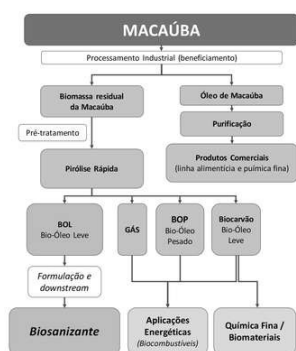 MACAÚBA
Processamento Industrial (beneficiamento)
Biomassa residual
da Macaúba
Óleo de Macaúba
Pré-tratamento
Purificação
Pirólise Rápida
Produtos Comerciais
(linha alimentícia e puímica fina)
BOL
Bio-Óleo Leve
GÁS
BOP
Bio-Óleo
Pesado
Biocarvão
Bio-Óleo
Leve
Formulação e
downstream
Biosanizante
Aplicações
Energéticas
(Biocombustíveis)
Química Fina /
Biomateriais